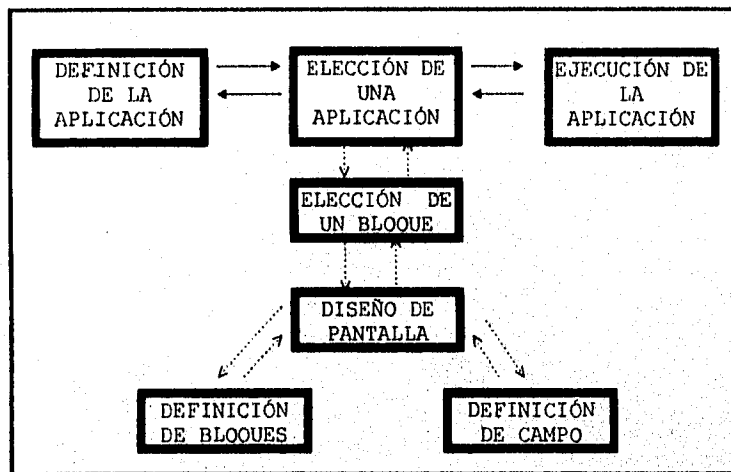 DEFINICIÓN
DE LA
APLICACIÓN
ELECCIÓN DE
UNA
APLICACIÓN
EJECUCIÓN DE
LA
APLICACIÓN
ELECCIÓN DE
UN BLOQUE
DISEÑO DE
PANTALLA
DEFINICIÓN
DE BLOQUES
DEFINICIÓN
DE CAMPO